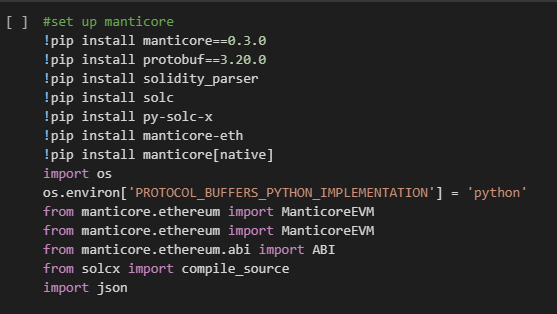 [ ] #set up manticore
!pip install manticore==0.3.0
!pip install protobuf==3.20.0
!pip install solidity_parser
!pip install solc
!pip install py-solc-x
!pip install manticore-eth
!pip install manticore[native]
import os
os.environ['PROTOCOL_BUFFERS_PYTHON_IMPLEMENTATION'] = 'python'
from manticore.ethereum import ManticoreEVM
from manticore.ethereum import ManticoreEVM
from manticore.ethereum.abi import ABI
from solcx import compile_source
import json